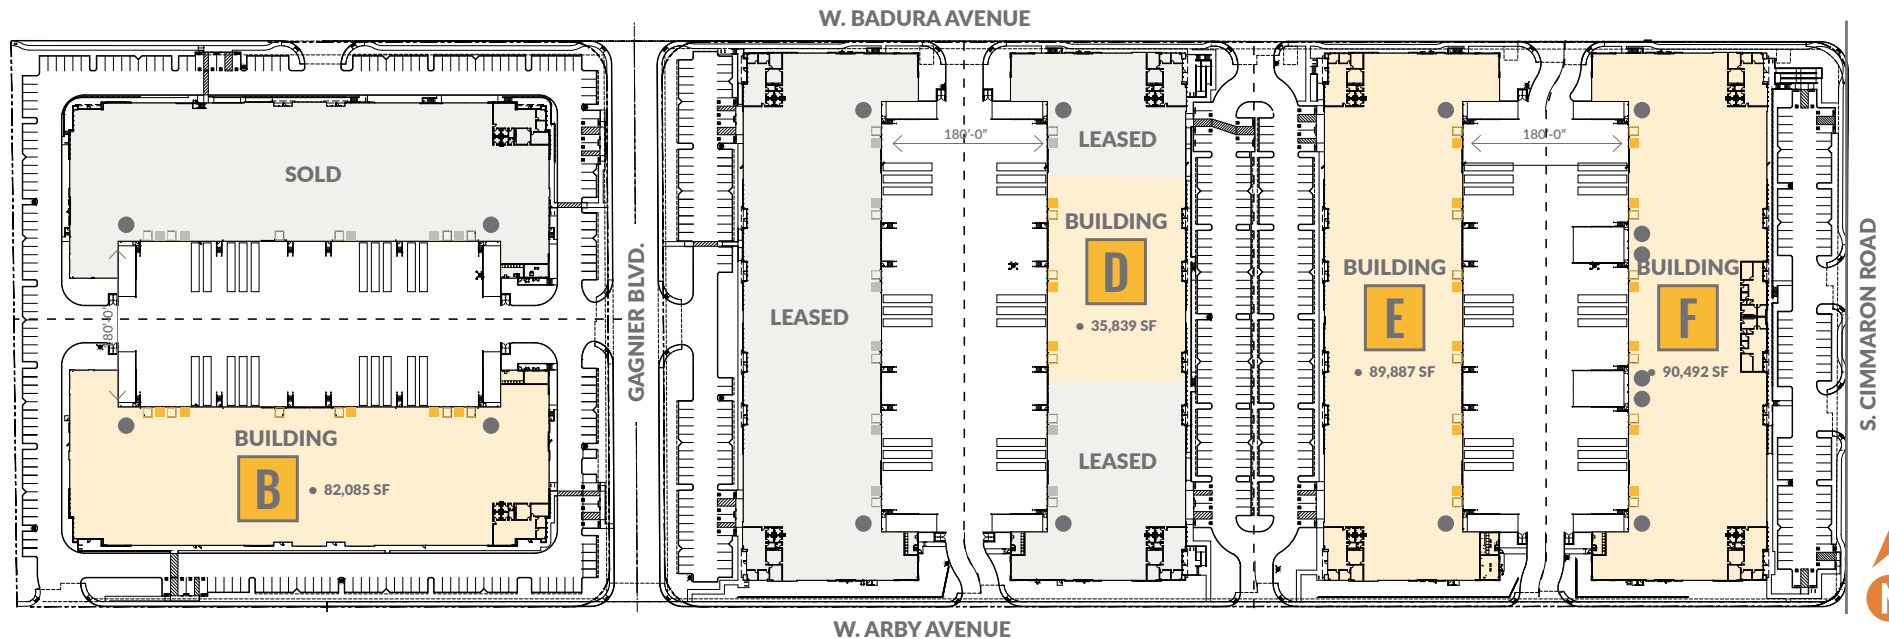 W. BADURA AVENUE
SOLD
180'-0"
BUILDING
B
• 82,085 SF
GAGNIER BLVD.
LEASED
180'-0"
LEASED
BUILDING
D
• 35,839 SF
LEASED
BUILDING
E
• 89,887 SF
180'-0"
BUILDING
F
• 90,492 SF
S. CIMMARON ROAD
N
W. ARBY AVENUE